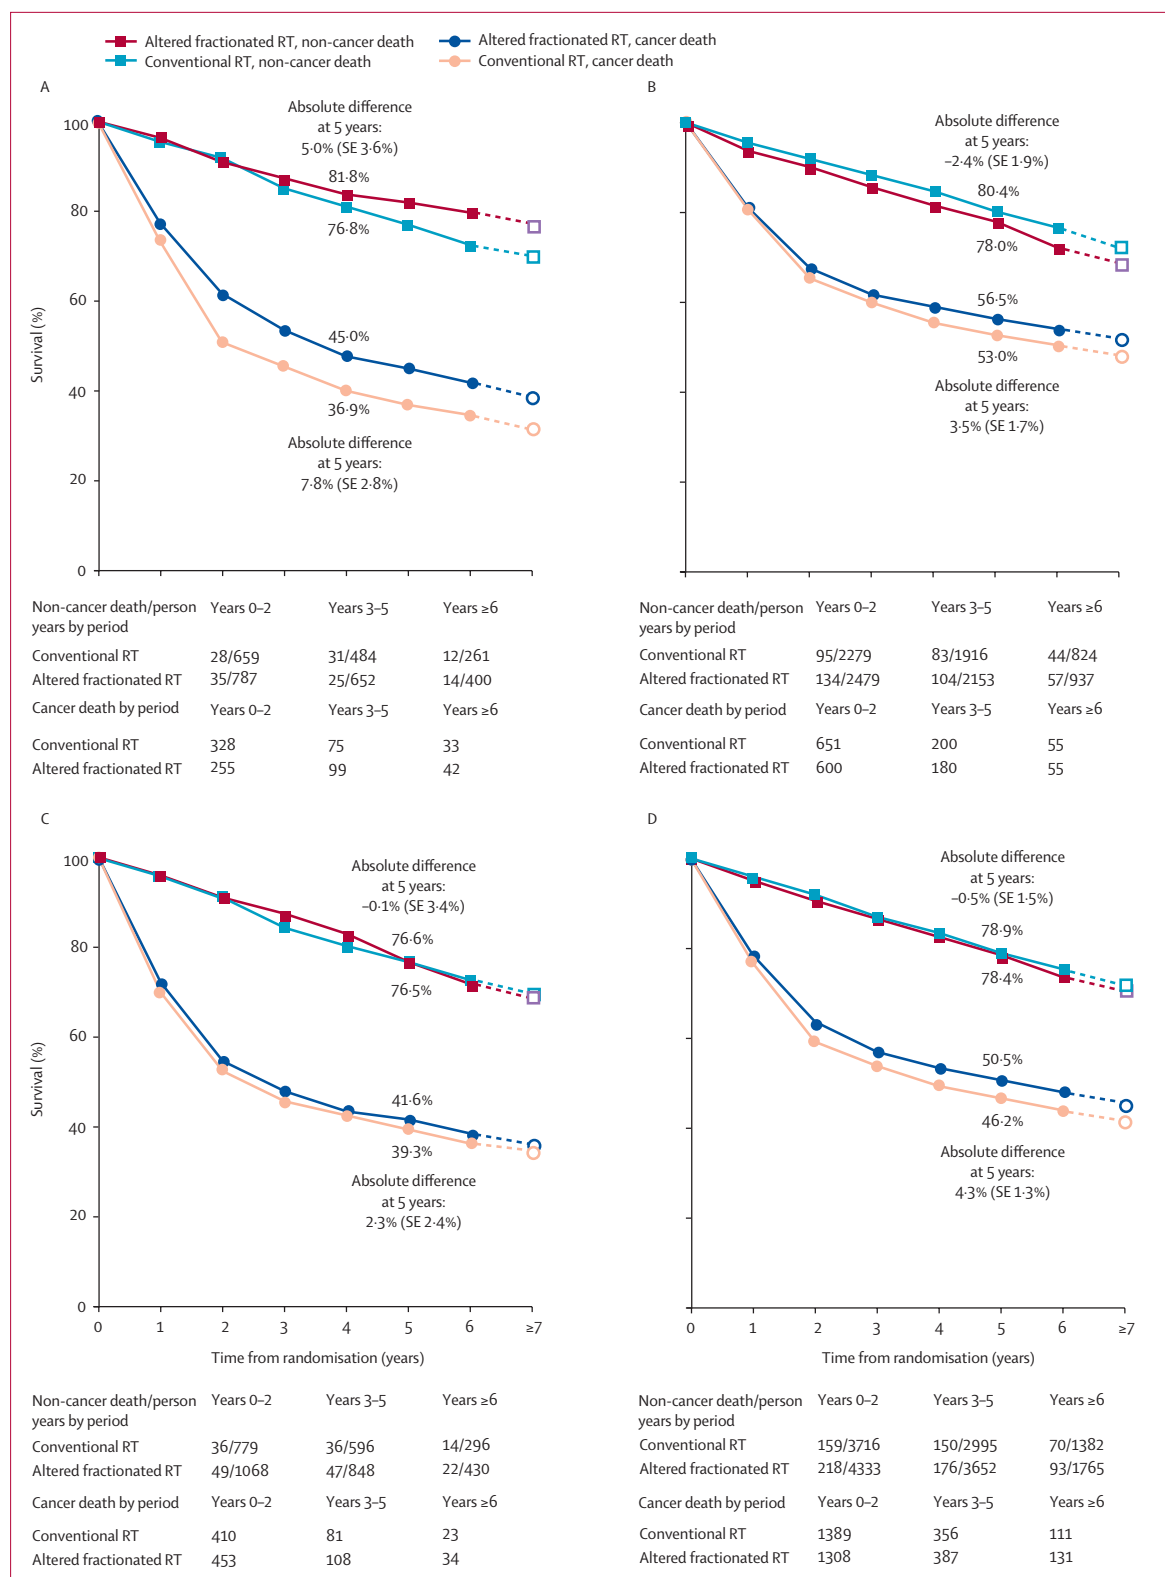 Altered fractionated RT, non-cancer death
Altered fractionated RT, cancer death
Conventional RT, non-cancer death
Conventional RT, cancer death
A
Absolute difference
at 5 years:
5·0% (SE 3·6%)
100
80
60
40
20
0
Survival (%)
81·8%
76·8%
45·0%
36·9%
Absolute difference
at 5 years:
7·8% (SE 2·8%)
Non-cancer death/person Years 0–2 Years 3–5 Years ≥6
years by period
Conventional RT 28/659 31/484 12/261
Altered fractionated RT 35/787 25/652 14/400
Cancer death by period Years 0–2 Years 3–5 Years ≥6
Conventional RT 328 75 33
Altered fractionated RT 255 99 42
B
Absolute difference
at 5 years:
–2·4% (SE 1·9%)
80·4%
78·0%
56·5%
53·0%
Absolute difference
at 5 years:
3·5% (SE 1·7%)
Non-cancer death/person Years 0–2 Years 3–5 Years ≥6
years by period
Conventional RT 95/2279 83/1916 44/824
Altered fractionated RT 134/2479 104/2153 57/937
Cancer death by period Years 0–2 Years 3–5 Years ≥6
Conventional RT 651 200 55
Altered fractionated RT 600 180 55
C
Absolute difference
at 5 years:
–0·1% (SE 3·4%)
100
80
60
40
20
0
Survival (%)
76·6%
76·5%
41·6%
39·3%
Absolute difference
at 5 years:
2·3% (SE 2·4%)
0 1 2 3 4 5 6 ≥7
Time from randomisation (years)
Non-cancer death/person Years 0–2 Years 3–5 Years ≥6
years by period
Conventional RT 36/779 36/596 14/296
Altered fractionated RT 49/1068 47/848 22/430
Cancer death by period Years 0–2 Years 3–5 Years ≥6
Conventional RT 410 81 23
Altered fractionated RT 453 108 34
D
Absolute difference
at 5 years:
–0·5% (SE 1·5%)
78·9%
78·4%
50·5%
46·2%
Absolute difference
at 5 years:
4·3% (SE 1·3%)
0 1 2 3 4 5 6 ≥7
Time from randomisation (years)
Non-cancer death/person Years 0–2 Years 3–5 Years ≥6
years by period
Conventional RT 159/3716 150/2995 70/1382
Altered fractionated RT 218/4333 176/3652 93/1765
Cancer death by period Years 0–2 Years 3–5 Years ≥6
Conventional RT 1389 356 111
Altered fractionated RT 1308 387 131